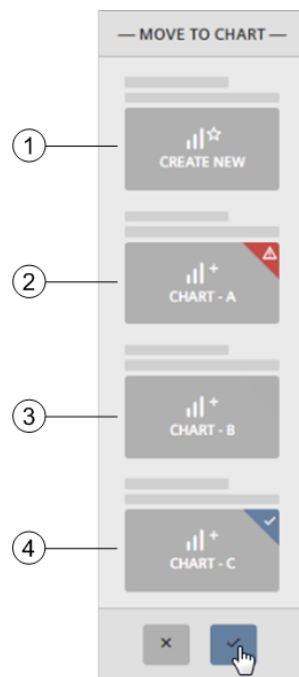 — MOVE TO CHART —
1
CREATE NEW
2
CHART - A
3
CHART - B
4
CHART - C